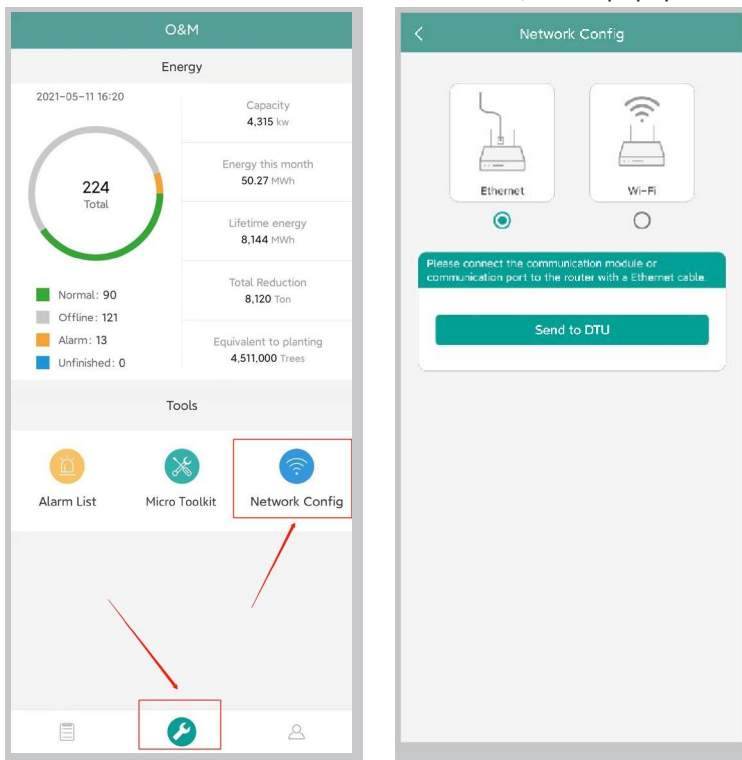 O&M
Energy
2021-05-11 16:20
224
Total
Normal: 90
Offline: 121
Alarm: 13
Unfinished: 0
Capacity
4,315 kw
Energy this month
50.27 MWh
Lifetime energy
8,144 MWh
Total Reduction
8,120 Ton
Equivalent to planting
4,511,000 Trees
Tools
Alarm List
Micro Toolkit
Network Config
Network Config
Ethernet
Wi-Fi
Please connect the communication module or
communication port to the router with a Ethernet cable.
Send to DTU